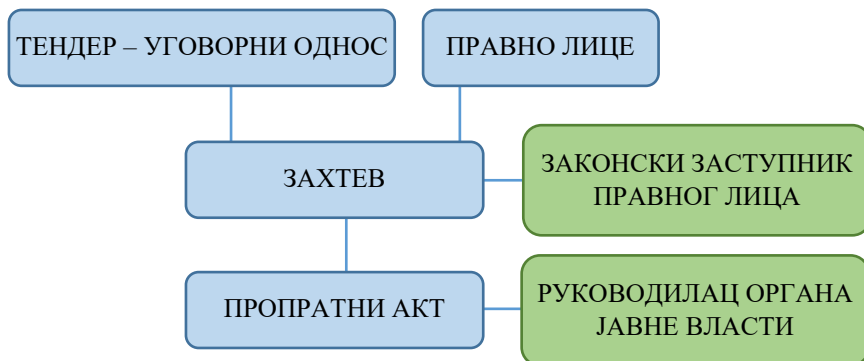 ТЕНДЕР – УГОВОРНИ ОДНОС
ПРАВНО ЛИЦЕ
ЗАХТЕВ
ЗАКОНСКИ ЗАСТУПНИК
ПРАВНОГ ЛИЦА
ПРОПРАТНИ АКТ
РУКОВОДИЛАЦ ОРГАНА
ЈАВНЕ ВЛАСТИ